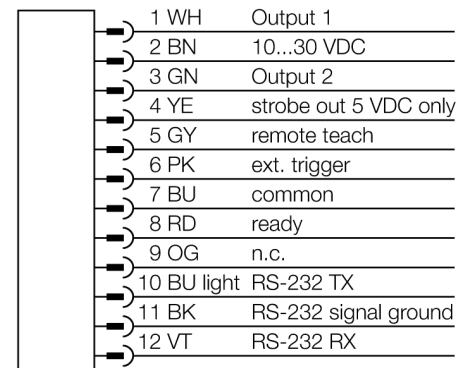 1 WH Output 1
2 BN 10...30 VDC
3 GN Output 2
4 YE strobe out 5 VDC only
5 GY remote teach
6 PK ext. trigger
7 BU common
8 RD ready
9 OG n.c.
10 BU light RS-232 TX
11 BK RS-232 signal ground
12 VT RS-232 RX